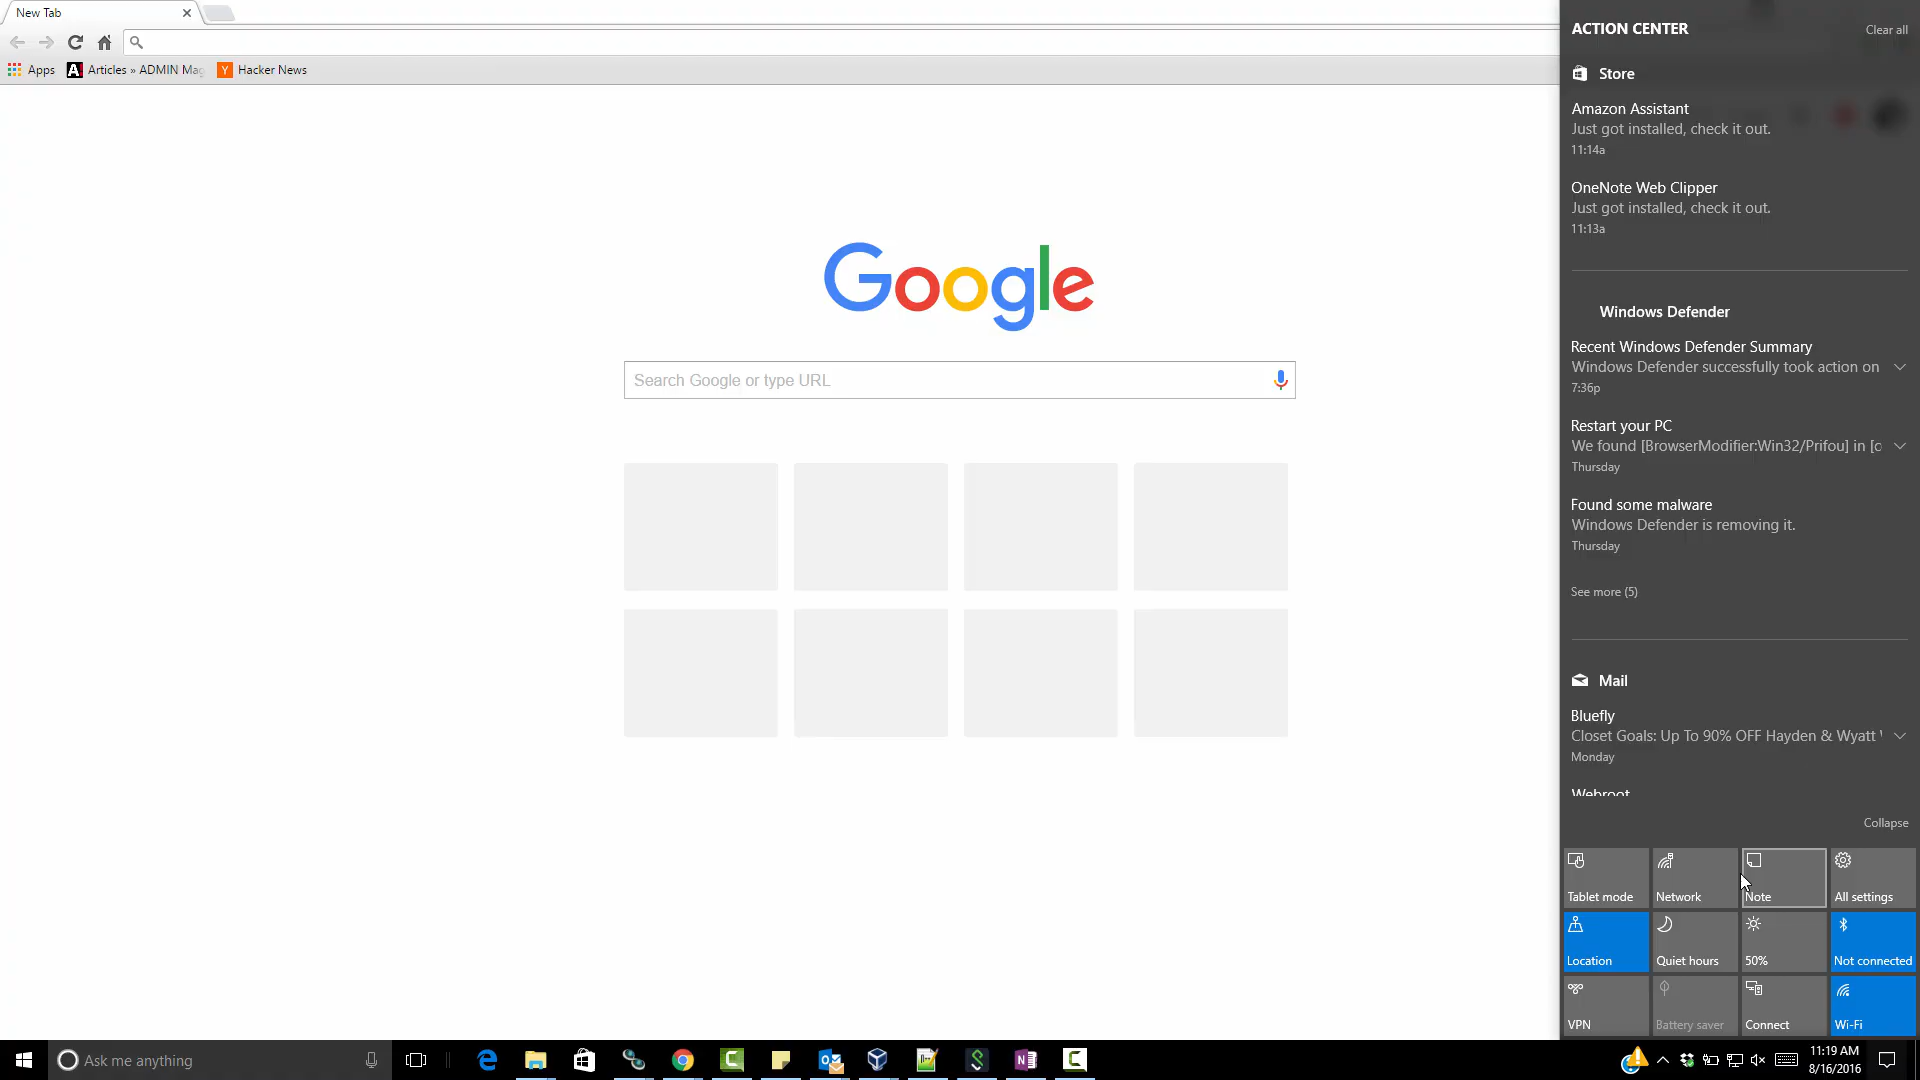 New Tab
Apps
Articles » ADMIN Mag
Hacker News
Google
Search Google or type URL
ACTION CENTER
Clear all
Store
Amazon Assistant
Just got installed, check it out.
11:14a
OneNote Web Clipper
Just got installed, check it out.
11:13a
Windows Defender
Recent Windows Defender Summary
Windows Defender successfully took action on
7:36p
Restart your PC
We found [BrowserModifier:Win32/Prifou] in [c
Thursday
Found some malware
Windows Defender is removing it.
Thursday
See more (5)
Mail
Bluefly
Closet Goals: Up To 90% OFF Hayden & Wyatt
Monday
Webroot
Collapse
Tablet mode
Network
Note
All settings
Location
Quiet hours
50%
Not connected
VPN
Battery saver
Connect
Wi-Fi
Ask me anything
11:19 AM
8/16/2016